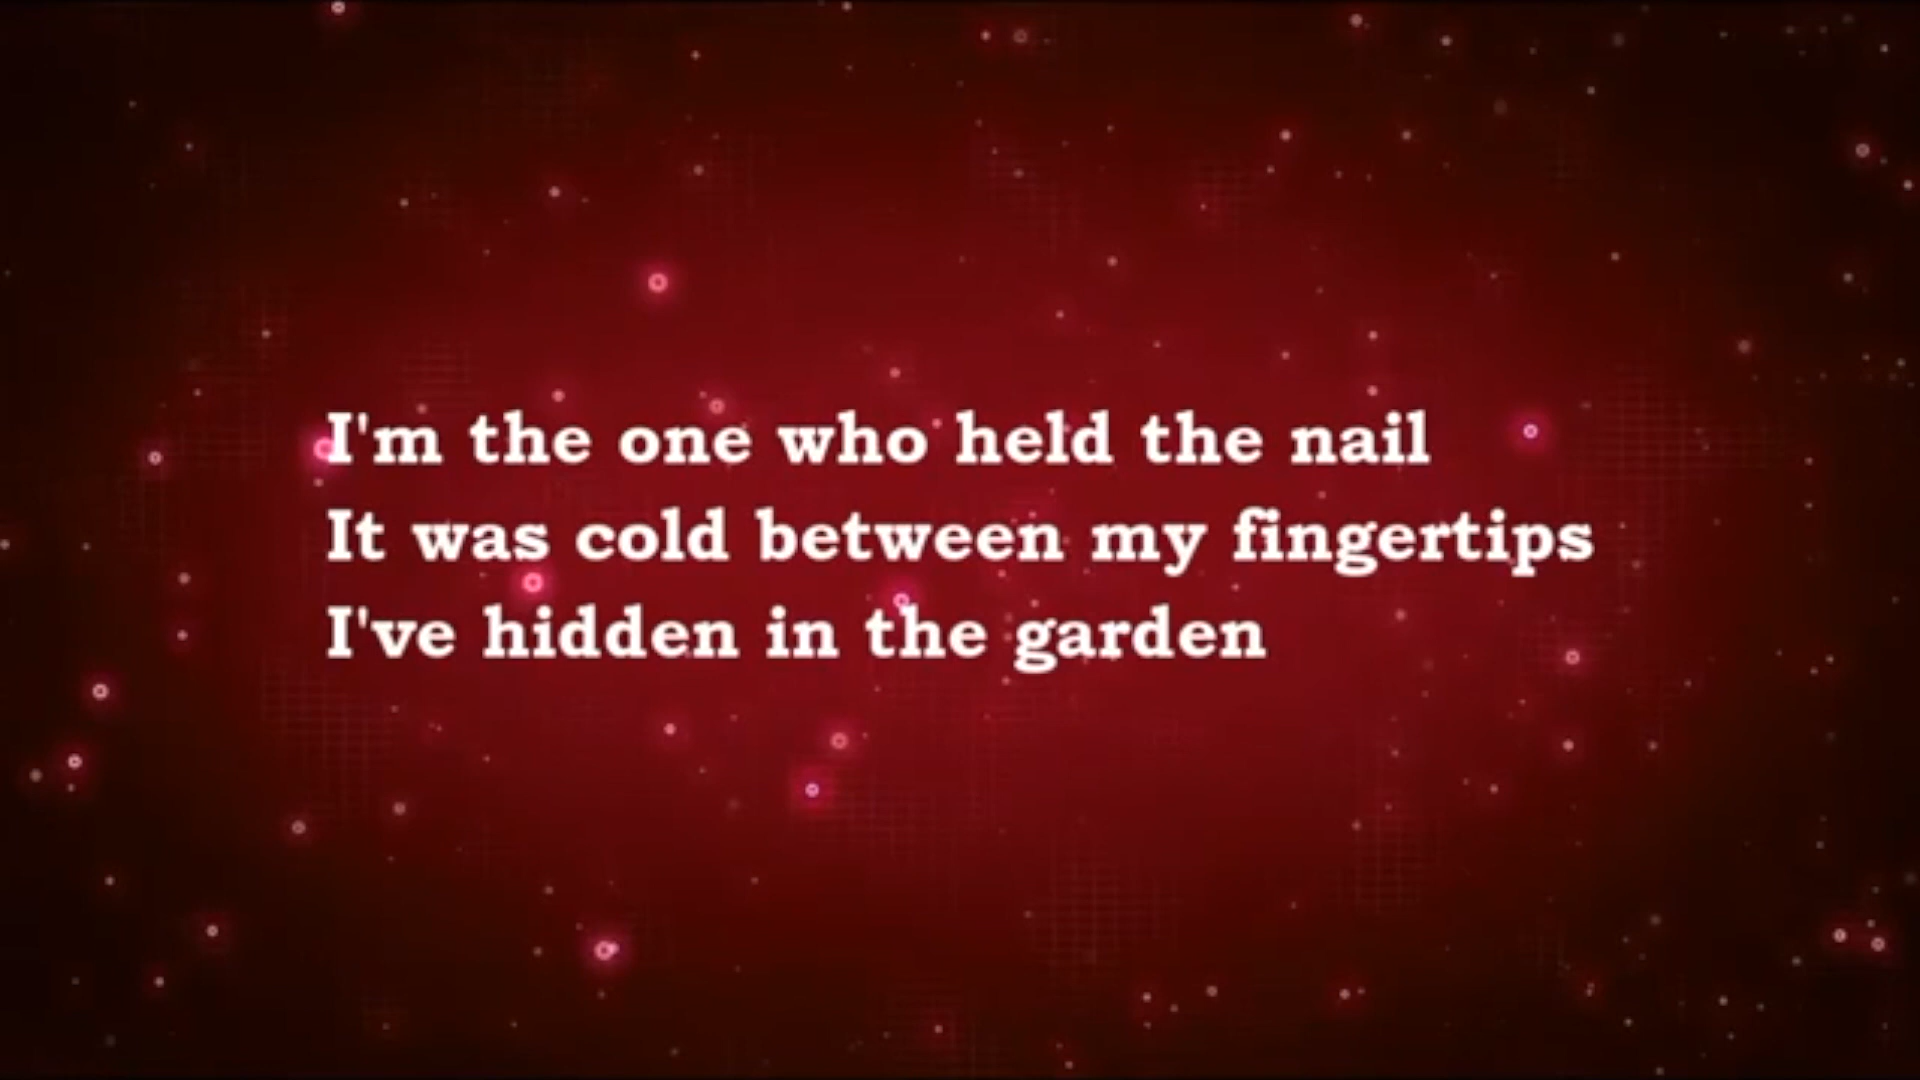 I'm the one who held the nail
It was cold between my fingertips
I've hidden in the garden